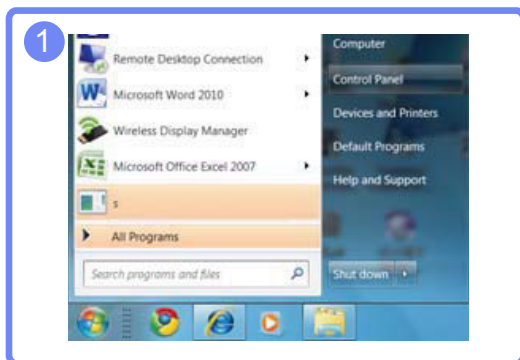 1
Remote Desktop Connection
Microsoft Word 2010
Wireless Display Manager
Microsoft Office Excel 2007
s
All Programs
Search programs and files
Computer
Control Panel
Devices and Printers
Default Programs
Help and Support
Shut down